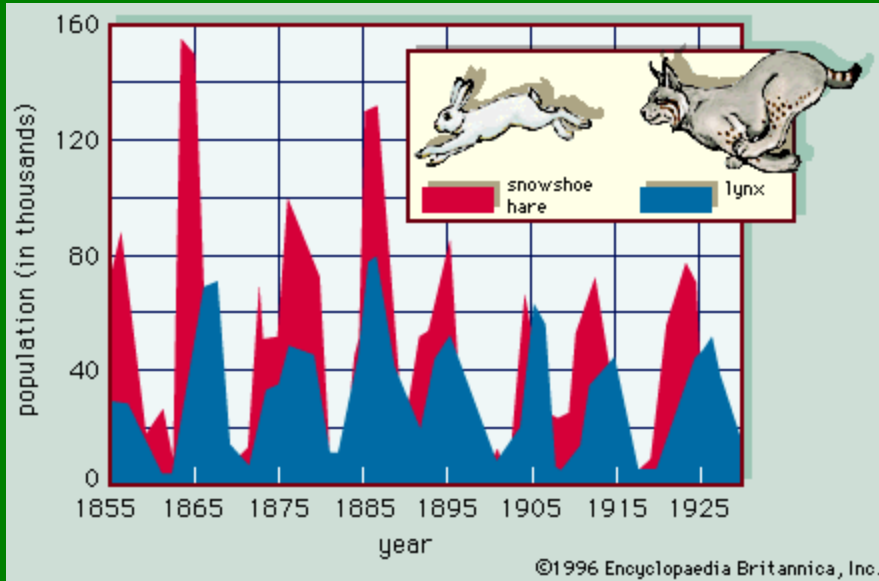 160
120
80
40
0
population (in thousands)
snowshoe
hare
lynx
1855 1865 1875 1885 1895 1905 1915 1925
year
©1996 Encyclopaedia Britannica, Inc.